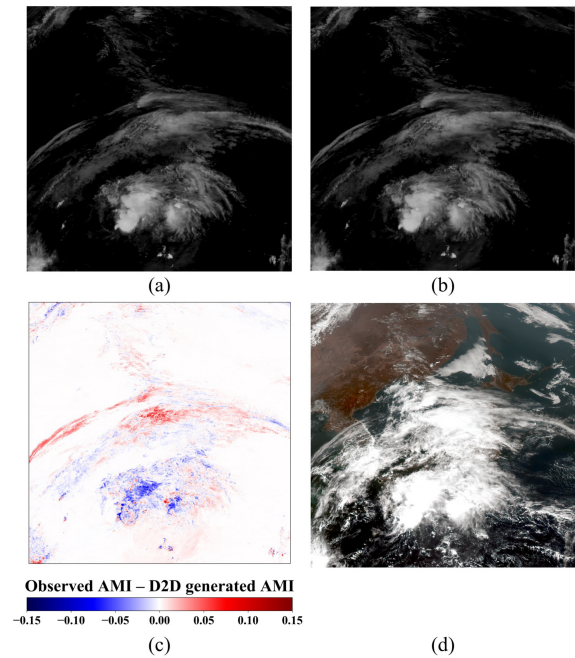 (a)
(b)
Observed AMI – D2D generated AMI
−0.15 −0.10 −0.05 0.00 0.05 0.10 0.15
(c)
(d)